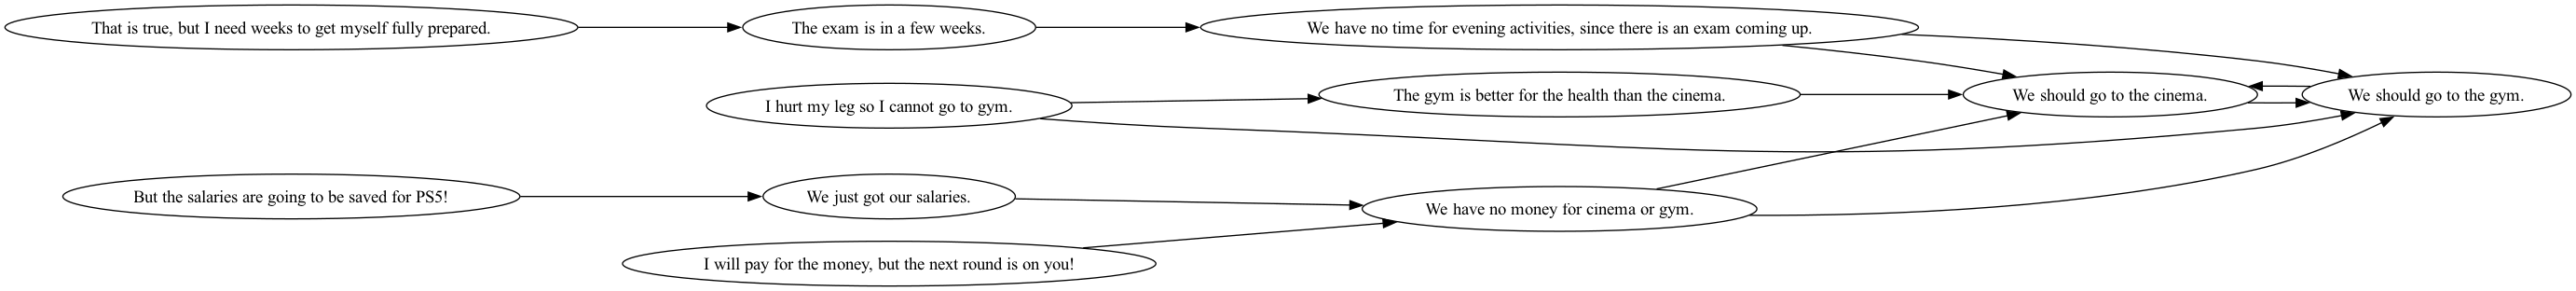 That is true, but I need weeks to get myself fully prepared.
The exam is in a few weeks.
We have no time for evening activities, since there is an exam coming up.
I hurt my leg so I cannot go to gym.
The gym is better for the health than the cinema.
We should go to the cinema.
We should go to the gym.
But the salaries are going to be saved for PS5!
We just got our salaries.
We have no money for cinema or gym.
I will pay for the money, but the next round is on you!